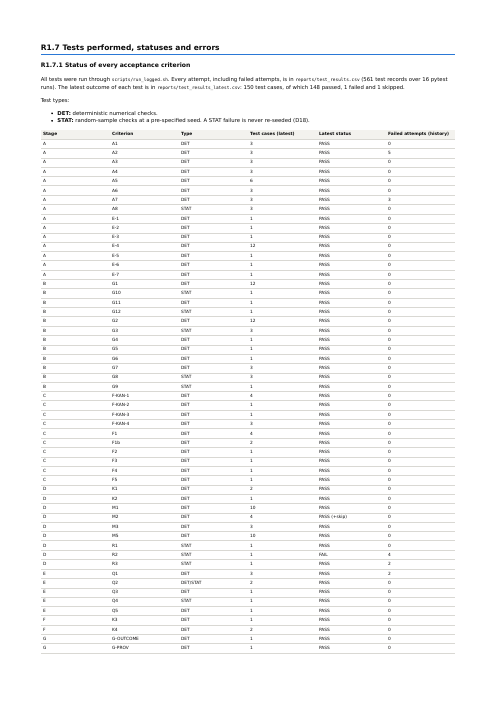 R1.7 Tests performed, statuses and errors
R1.7.1 Status of every acceptance criterion
All tests were run through scripts/run_logged.sh. Every attempt, including failed attempts, is in reports/test_results.csv (561 test records over 16 pytest
runs). The latest outcome of each test is in reports/test_results_latest.csv: 150 test cases, of which 148 passed, 1 failed and 1 skipped.
Test types:
• DET: deterministic numerical checks.
• STAT: random-sample checks at a pre-specified seed. A STAT failure is never re-seeded (D18).
Stage Criterion Type Test cases (latest) Latest status Failed attempts (history)
A A1 DET 3 PASS 0
A A2 DET 3 PASS 5
A A3 DET 3 PASS 0
A A4 DET 3 PASS 0
A A5 DET 6 PASS 0
A A6 DET 3 PASS 0
A A7 DET 3 PASS 3
A A8 STAT 3 PASS 0
A E-1 DET 1 PASS 0
A E-2 DET 1 PASS 0
A E-3 DET 1 PASS 0
A E-4 DET 12 PASS 0
A E-5 DET 1 PASS 0
A E-6 DET 1 PASS 0
A E-7 DET 1 PASS 0
B G1 DET 12 PASS 0
B G10 STAT 1 PASS 0
B G11 DET 1 PASS 0
B G12 STAT 1 PASS 0
B G2 DET 12 PASS 0
B G3 STAT 3 PASS 0
B G4 DET 1 PASS 0
B G5 DET 1 PASS 0
B G6 DET 1 PASS 0
B G7 DET 3 PASS 0
B G8 STAT 3 PASS 0
B G9 STAT 1 PASS 0
C F-KAN-1 DET 4 PASS 0
C F-KAN-2 DET 1 PASS 0
C F-KAN-3 DET 1 PASS 0
C F-KAN-4 DET 3 PASS 0
C F1 DET 4 PASS 0
C F1b DET 2 PASS 0
C F2 DET 1 PASS 0
C F3 DET 1 PASS 0
C F4 DET 1 PASS 0
C F5 DET 1 PASS 0
D K1 DET 2 PASS 0
D K2 DET 1 PASS 0
D M1 DET 10 PASS 0
D M2 DET 4 PASS (+skip) 0
D M3 DET 3 PASS 0
D M5 DET 10 PASS 0
D R1 STAT 1 PASS 0
D R2 STAT 1 FAIL 4
D R3 STAT 1 PASS 2
E Q1 DET 3 PASS 2
E Q2 DET/STAT 2 PASS 0
E Q3 DET 1 PASS 0
E Q4 STAT 1 PASS 0
E Q5 DET 1 PASS 0
F K3 DET 1 PASS 0
F K4 DET 2 PASS 0
G G-OUTCOME DET 1 PASS 0
G G-PROV DET 1 PASS 0